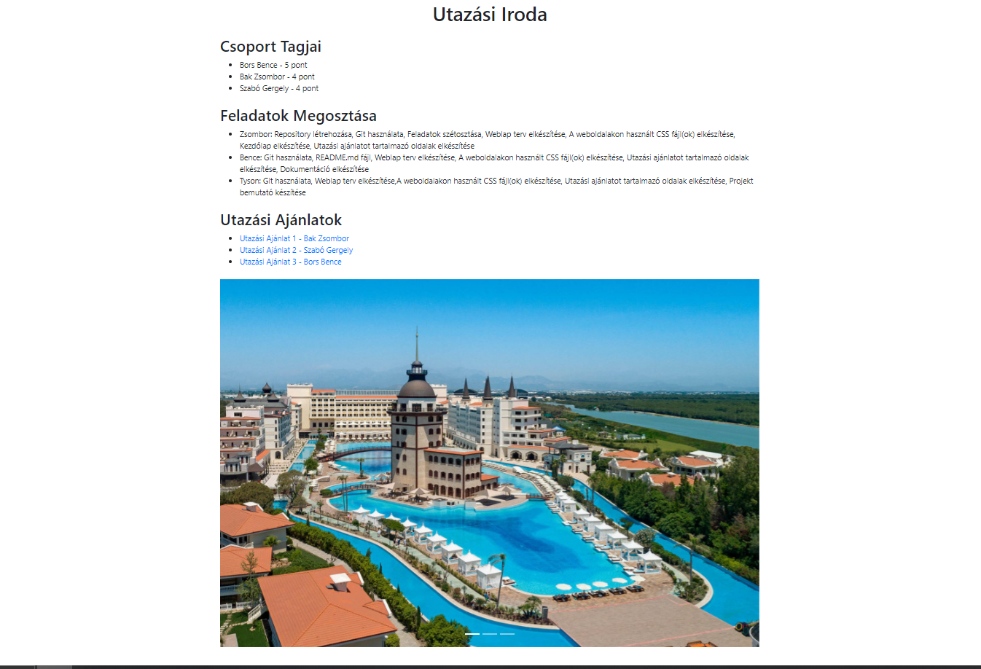 Utazási Iroda
Csoport Tagjai
Bors Bence - 5 pont
Bak Zsombor - 4 pont
Szabó Gergely - 4 pont
Feladatok Megosztása
Zsombor: Repository létrehozása, Git használata, Feladatok szétosztása, Weblap terv elkészítése, A weboldalakon használt CSS fájl(ok) elkészítése,
Kezdőlap elkészítése, Utazási ajánlatot tartalmazó oldalak elkészítése
Bence: Git használata, README.md fájl, Weblap terv elkészítése, A weboldalakon használt CSS fájl(ok) elkészítése, Utazási ajánlatot tartalmazó oldalak
elkészítése, Dokumentáció elkészítése
Tyson: Git használata, Weblap terv elkészítése,A weboldalakon használt CSS fájl(ok) elkészítése, Utazási ajánlatot tartalmazó oldalak elkészítése, Projekt
bemutató készítése
Utazási Ajánlatok
Utazási Ajánlat 1 - Bak Zsombor
Utazási Ajánlat 2 - Szabó Gergely
Utazási Ajánlat 3 - Bors Bence